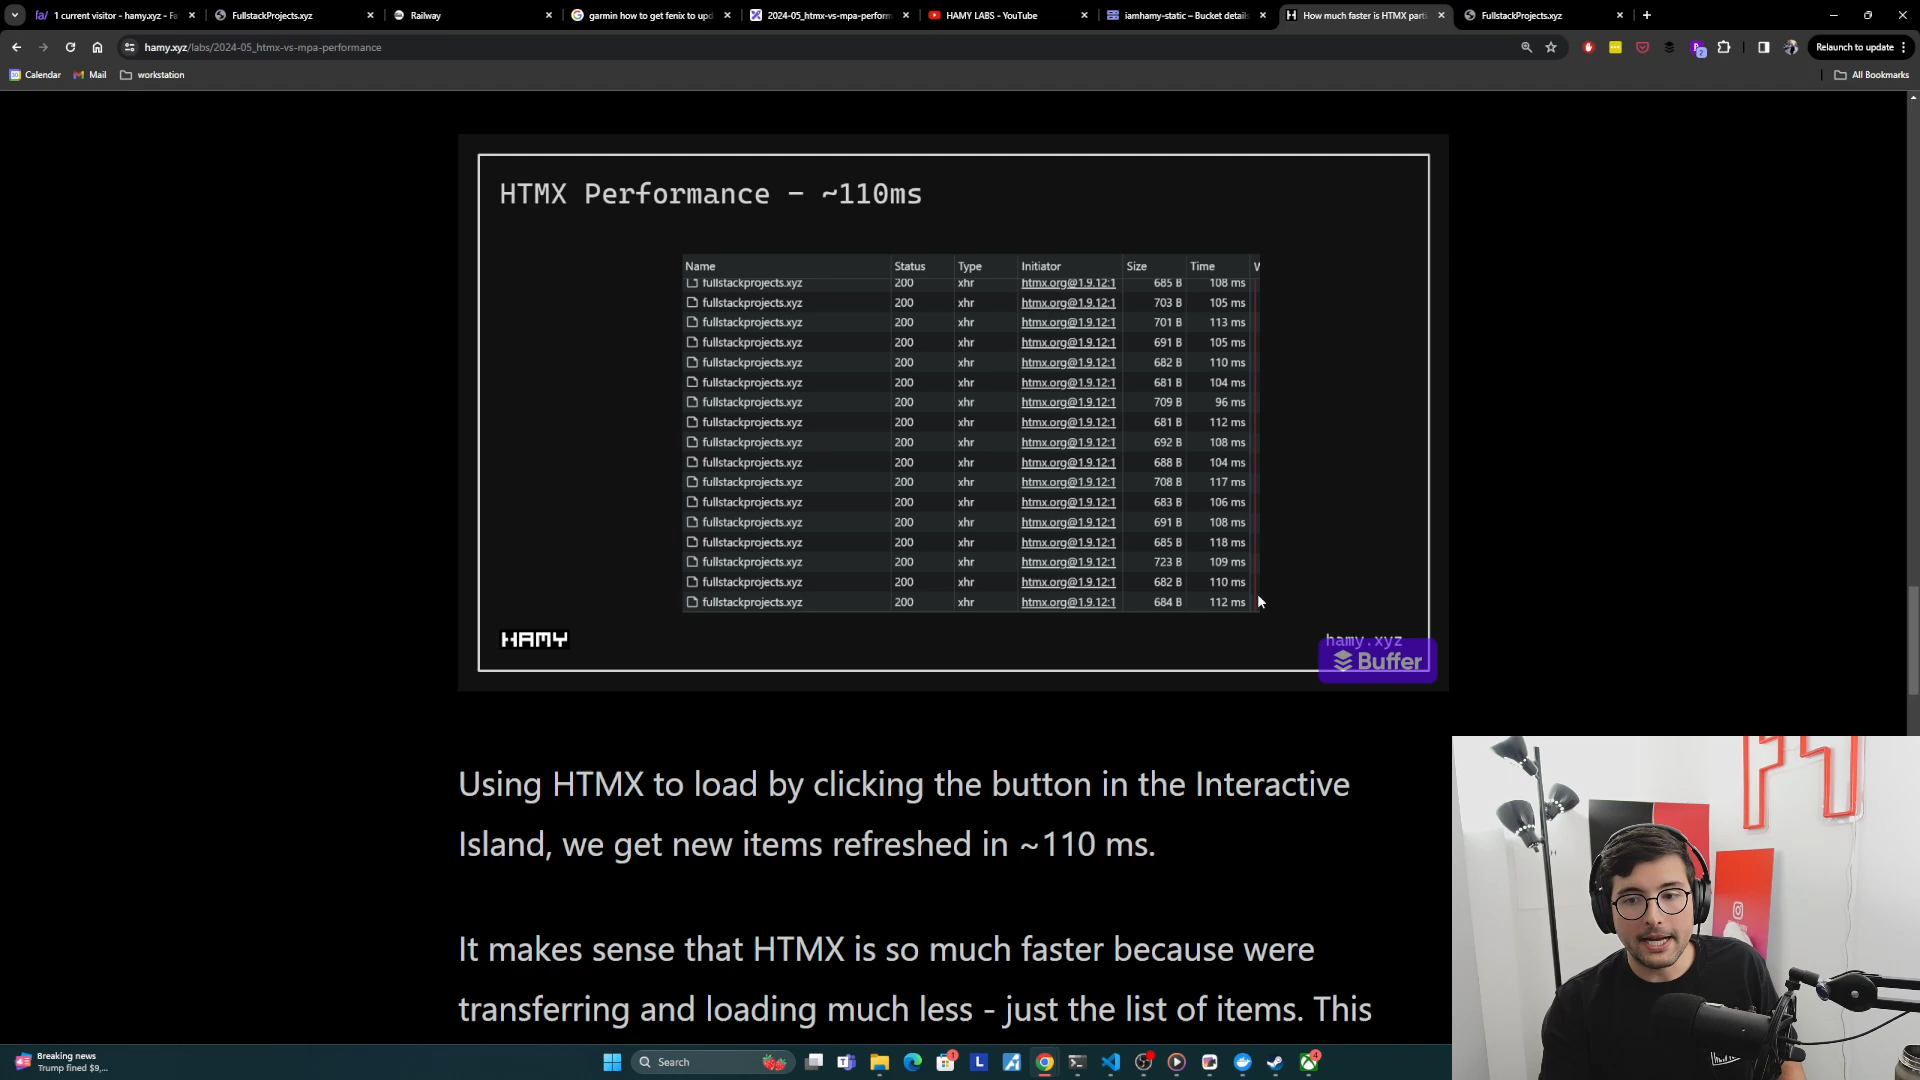 1 current visitor - hamy.xyz - Fa
FullstackProjects.xyz
Railway
garmin how to get fenix to upd
2024-05_htmx-vs-mpa-perform
HAMY LABS - YouTube
iamhamy-static – Bucket details
How much faster is HTMX parti
FullstackProjects.xyz
hamy.xyz/labs/2024-05_htmx-vs-mpa-performance
2
Relaunch to update
Calendar
Mail
workstation
All Bookmarks
HTMX Performance - ~110ms
Name Status Type Initiator Size Time W
fullstackprojects.xyz 200 xhr htmx.org@1.9.12:1 685 B 108 ms
fullstackprojects.xyz 200 xhr htmx.org@1.9.12:1 703 B 105 ms
fullstackprojects.xyz 200 xhr htmx.org@1.9.12:1 701 B 113 ms
fullstackprojects.xyz 200 xhr htmx.org@1.9.12:1 691 B 105 ms
fullstackprojects.xyz 200 xhr htmx.org@1.9.12:1 682 B 110 ms
fullstackprojects.xyz 200 xhr htmx.org@1.9.12:1 681 B 104 ms
fullstackprojects.xyz 200 xhr htmx.org@1.9.12:1 709 B 96 ms
fullstackprojects.xyz 200 xhr htmx.org@1.9.12:1 681 B 112 ms
fullstackprojects.xyz 200 xhr htmx.org@1.9.12:1 692 B 108 ms
fullstackprojects.xyz 200 xhr htmx.org@1.9.12:1 688 B 104 ms
fullstackprojects.xyz 200 xhr htmx.org@1.9.12:1 708 B 117 ms
fullstackprojects.xyz 200 xhr htmx.org@1.9.12:1 683 B 106 ms
fullstackprojects.xyz 200 xhr htmx.org@1.9.12:1 691 B 108 ms
fullstackprojects.xyz 200 xhr htmx.org@1.9.12:1 685 B 118 ms
fullstackprojects.xyz 200 xhr htmx.org@1.9.12:1 723 B 109 ms
fullstackprojects.xyz 200 xhr htmx.org@1.9.12:1 682 B 110 ms
fullstackprojects.xyz 200 xhr htmx.org@1.9.12:1 684 B 112 ms
HAMY
hamy.xyz
Buffer
Using HTMX to load by clicking the button in the Interactive
Island, we get new items refreshed in ~110 ms.
It makes sense that HTMX is so much faster because were
transferring and loading much less - just the list of items. This
Breaking news
Trump fined $9,...
Search